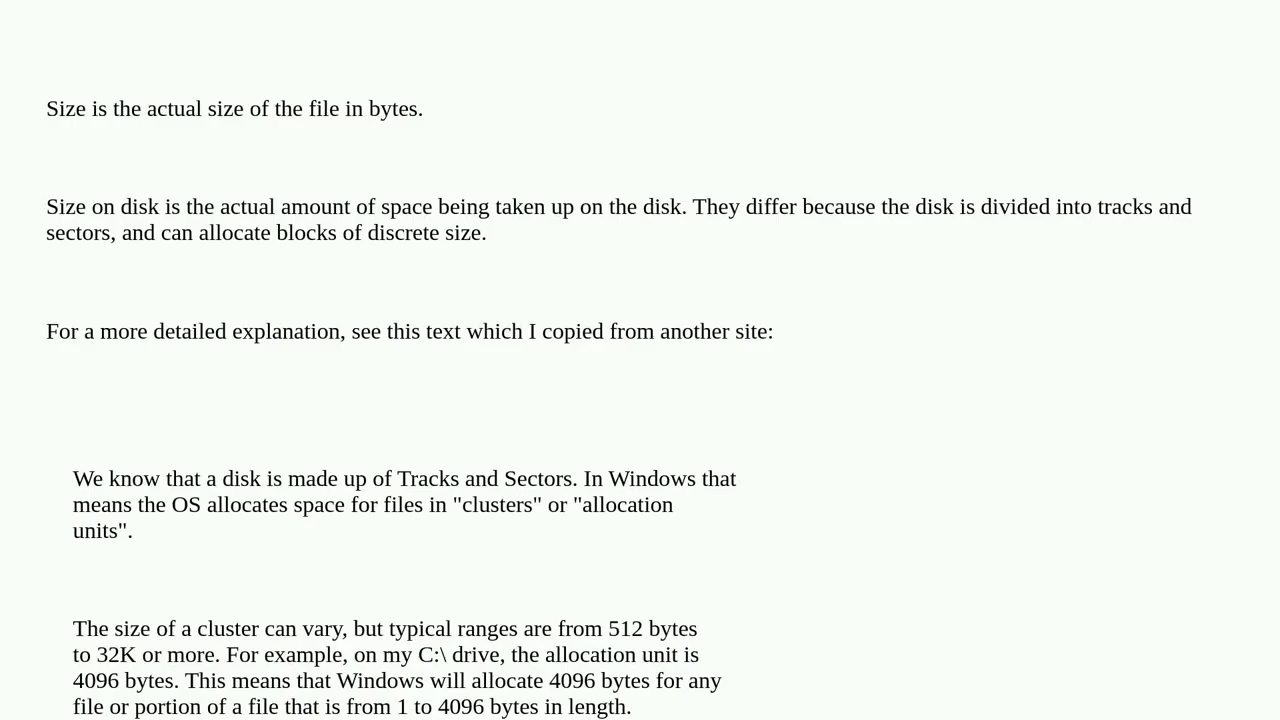 Size is the actual size of the file in bytes.
Size on disk is the actual amount of space being taken up on the disk. They differ because the disk is divided into tracks and
sectors, and can allocate blocks of discrete size.
For a more detailed explanation, see this text which I copied from another site:
We know that a disk is made up of Tracks and Sectors. In Windows that
means the OS allocates space for files in "clusters" or "allocation
units".
The size of a cluster can vary, but typical ranges are from 512 bytes
to 32K or more. For example, on my C:\ drive, the allocation unit is
4096 bytes. This means that Windows will allocate 4096 bytes for any
file or portion of a file that is from 1 to 4096 bytes in length.